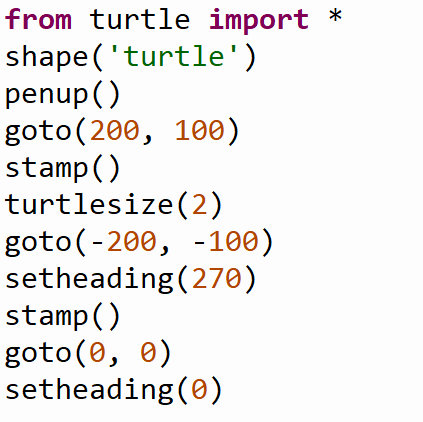 from turtle import *
shape('turtle')
penup()
goto(200, 100)
stamp()
turtlesize(2)
goto(-200, -100)
setheading(270)
stamp()
goto(0, 0)
setheading(0)